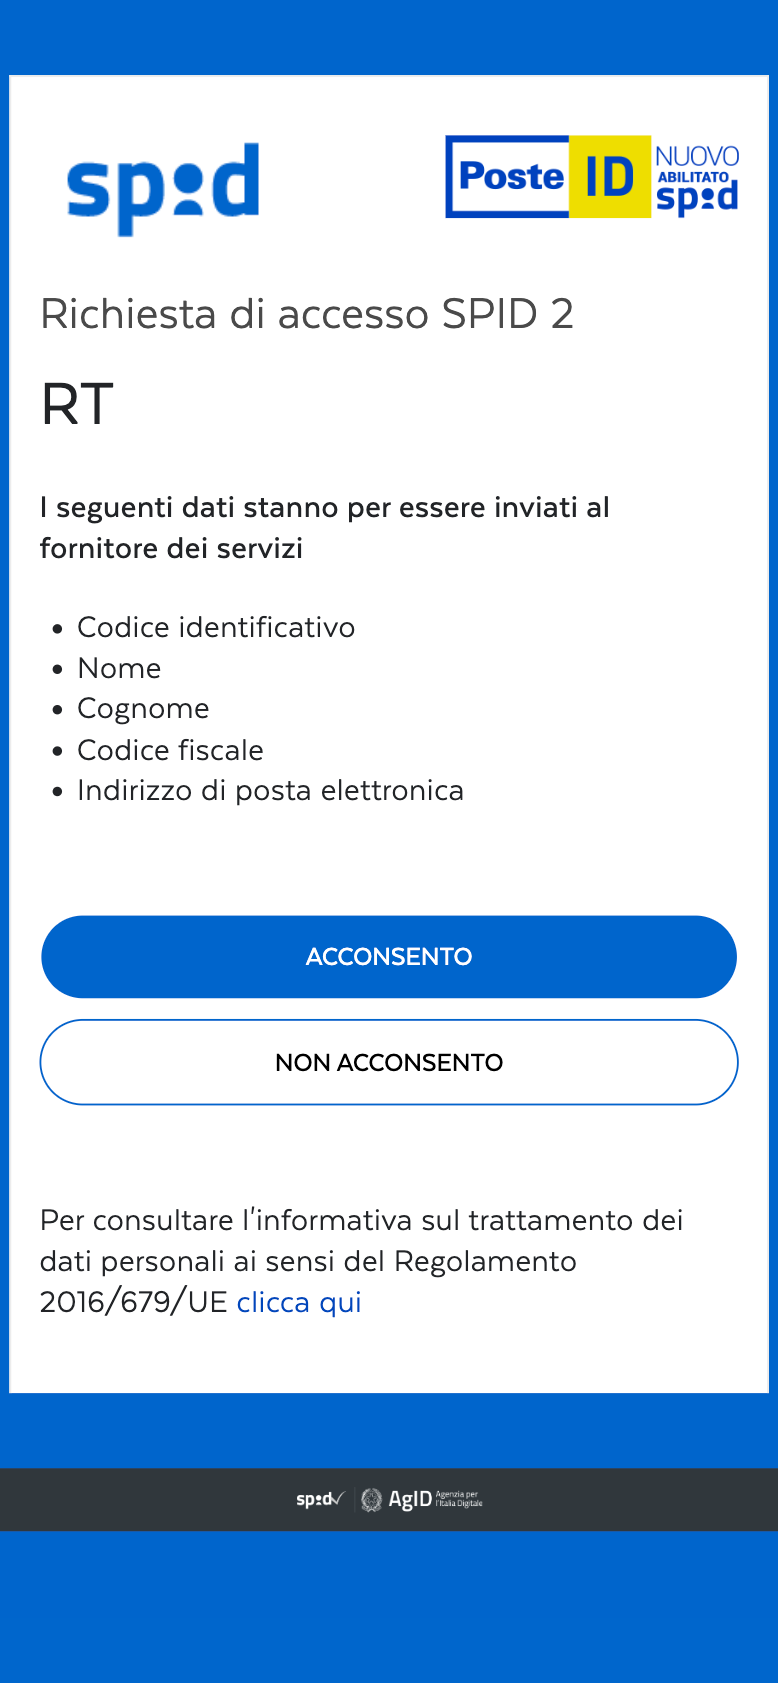 spid
Poste ID NUOVO
ABILITATO
spid
Richiesta di accesso SPID 2
RT
I seguenti dati stanno per essere inviati al
fornitore dei servizi
• Codice identificativo
• Nome
• Cognome
• Codice fiscale
• Indirizzo di posta elettronica
ACCONSENTO
NON ACCONSENTO
Per consultare l'informativa sul trattamento dei
dati personali ai sensi del Regolamento
2016/679/UE clicca qui
spid AgID Agenzia per
l'Italia Digitale